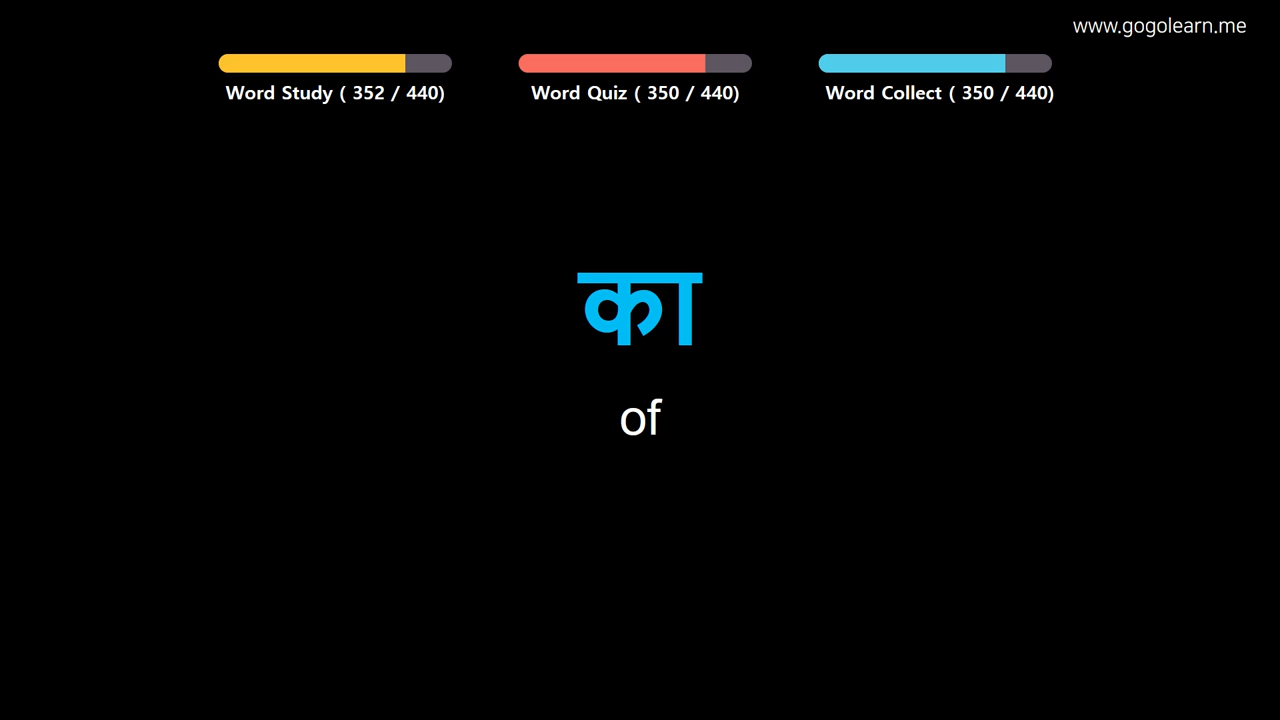 www.gogolearn.me
Word Study ( 352 / 440)
Word Quiz ( 350 / 440)
Word Collect ( 350 / 440)
का
of